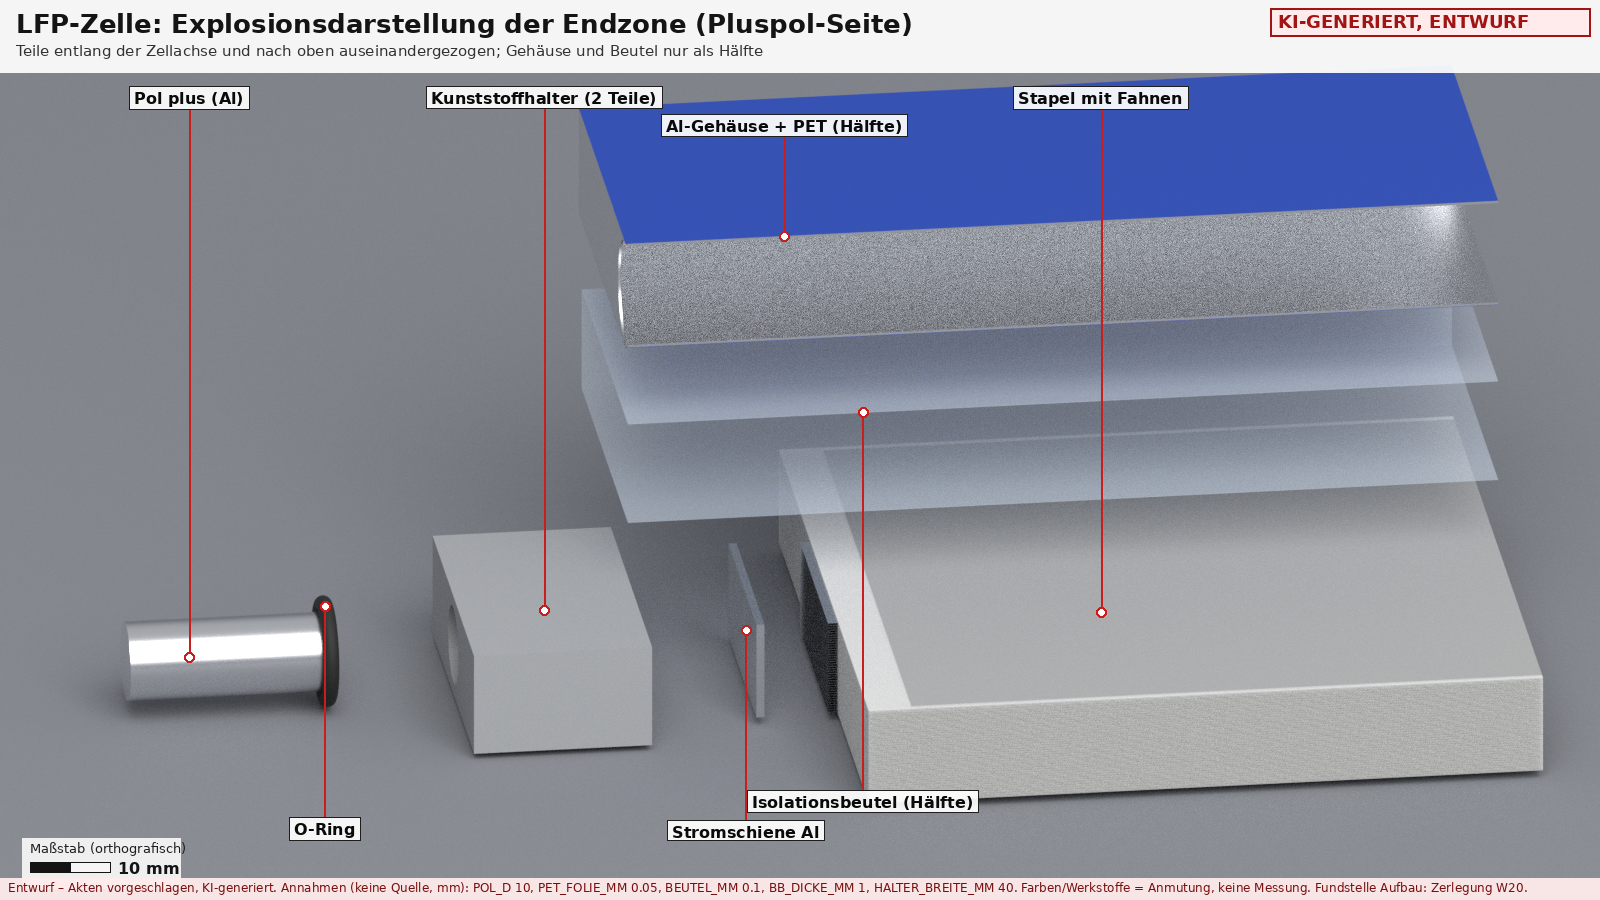 LFP-Zelle: Explosionsdarstellung der Endzone (Pluspol-Seite)
Teile entlang der Zellachse und nach oben auseinandergezogen; Gehäuse und Beutel nur als Hälfte
KI-GENERIERT, ENTWURF
Pol plus (Al)
Kunststoffhalter (2 Teile)
Al-Gehäuse + PET (Hälfte)
Stapel mit Fahnen
Isolationsbeutel (Hälfte)
O-Ring
Stromschiene Al
Maßstab (orthografisch)
10 mm
Entwurf – Akten vorgeschlagen, KI-generiert. Annahmen (keine Quelle, mm): POL_D 10, PET_FOLIE_MM 0.05, BEUTEL_MM 0.1, BB_DICKE_MM 1, HALTER_BREITE_MM 40. Farben/Werkstoffe = Anmutung, keine Messung. Fundstelle Aufbau: Zerlegung W20.